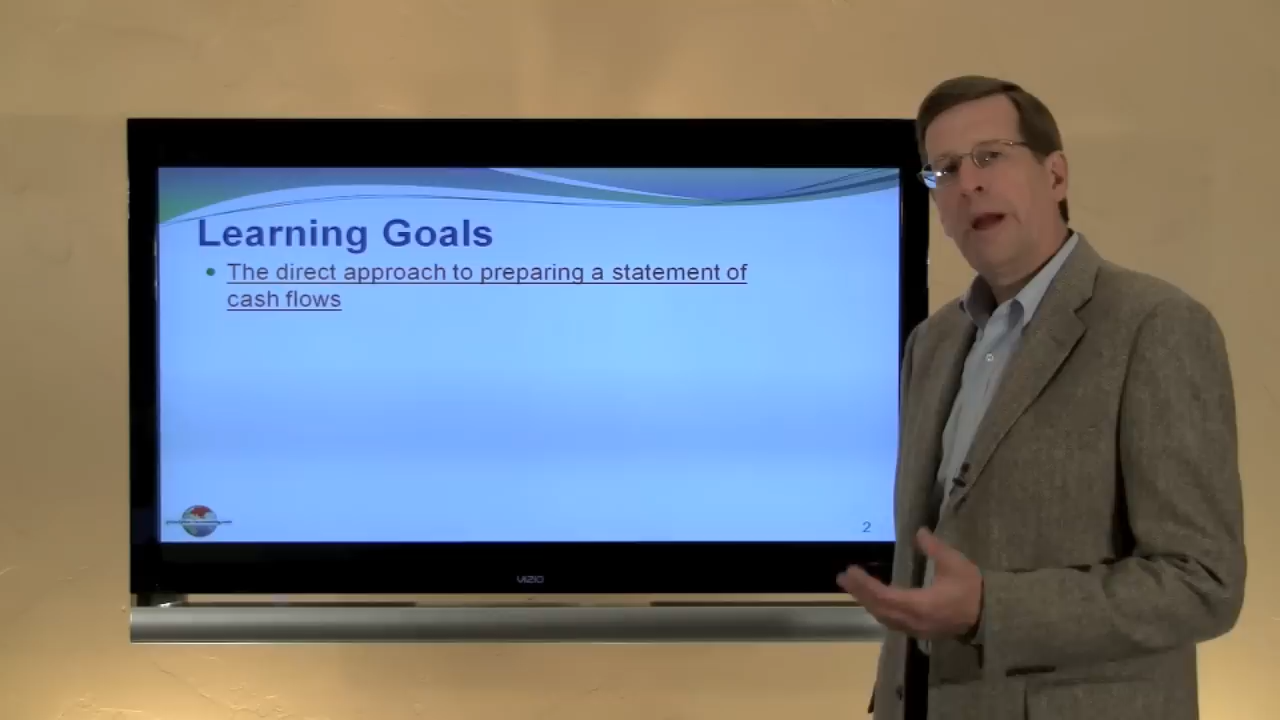 Learning Goals
• The direct approach to preparing a statement of
cash flows
2
VIZIO